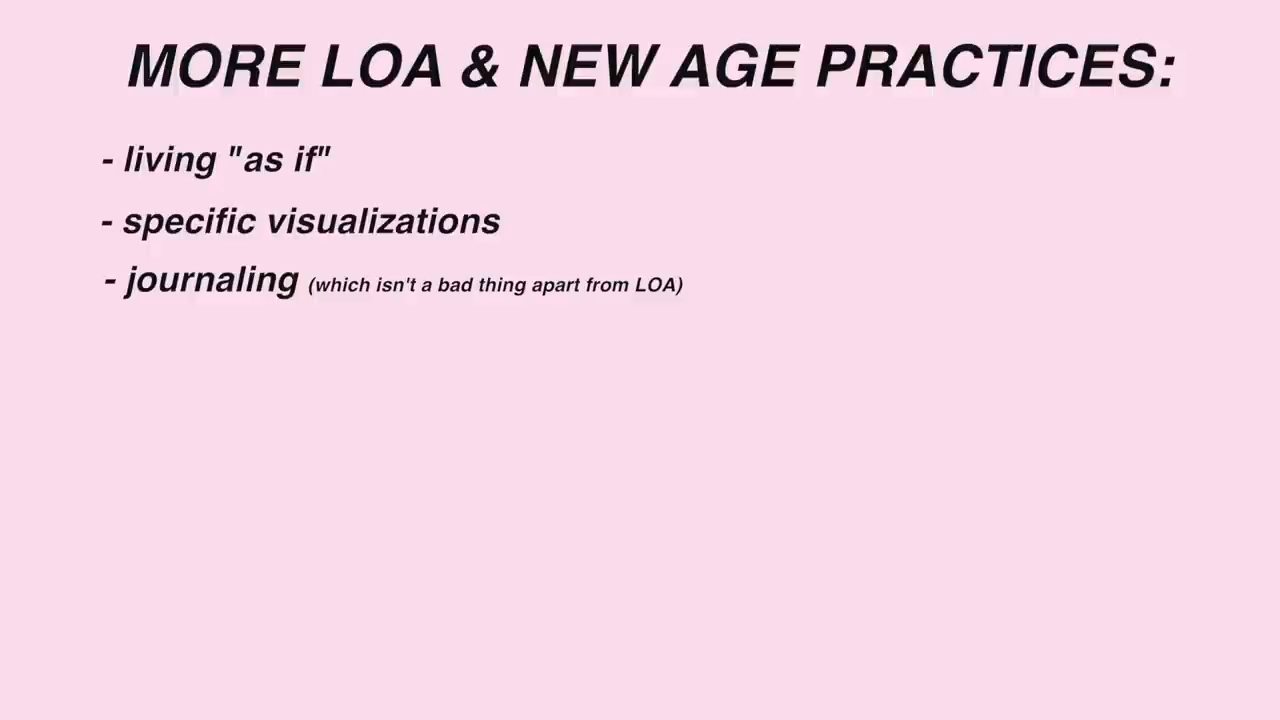 MORE LOA & NEW AGE PRACTICES:
- living "as if"
- specific visualizations
- journaling (which isn't a bad thing apart from LOA)